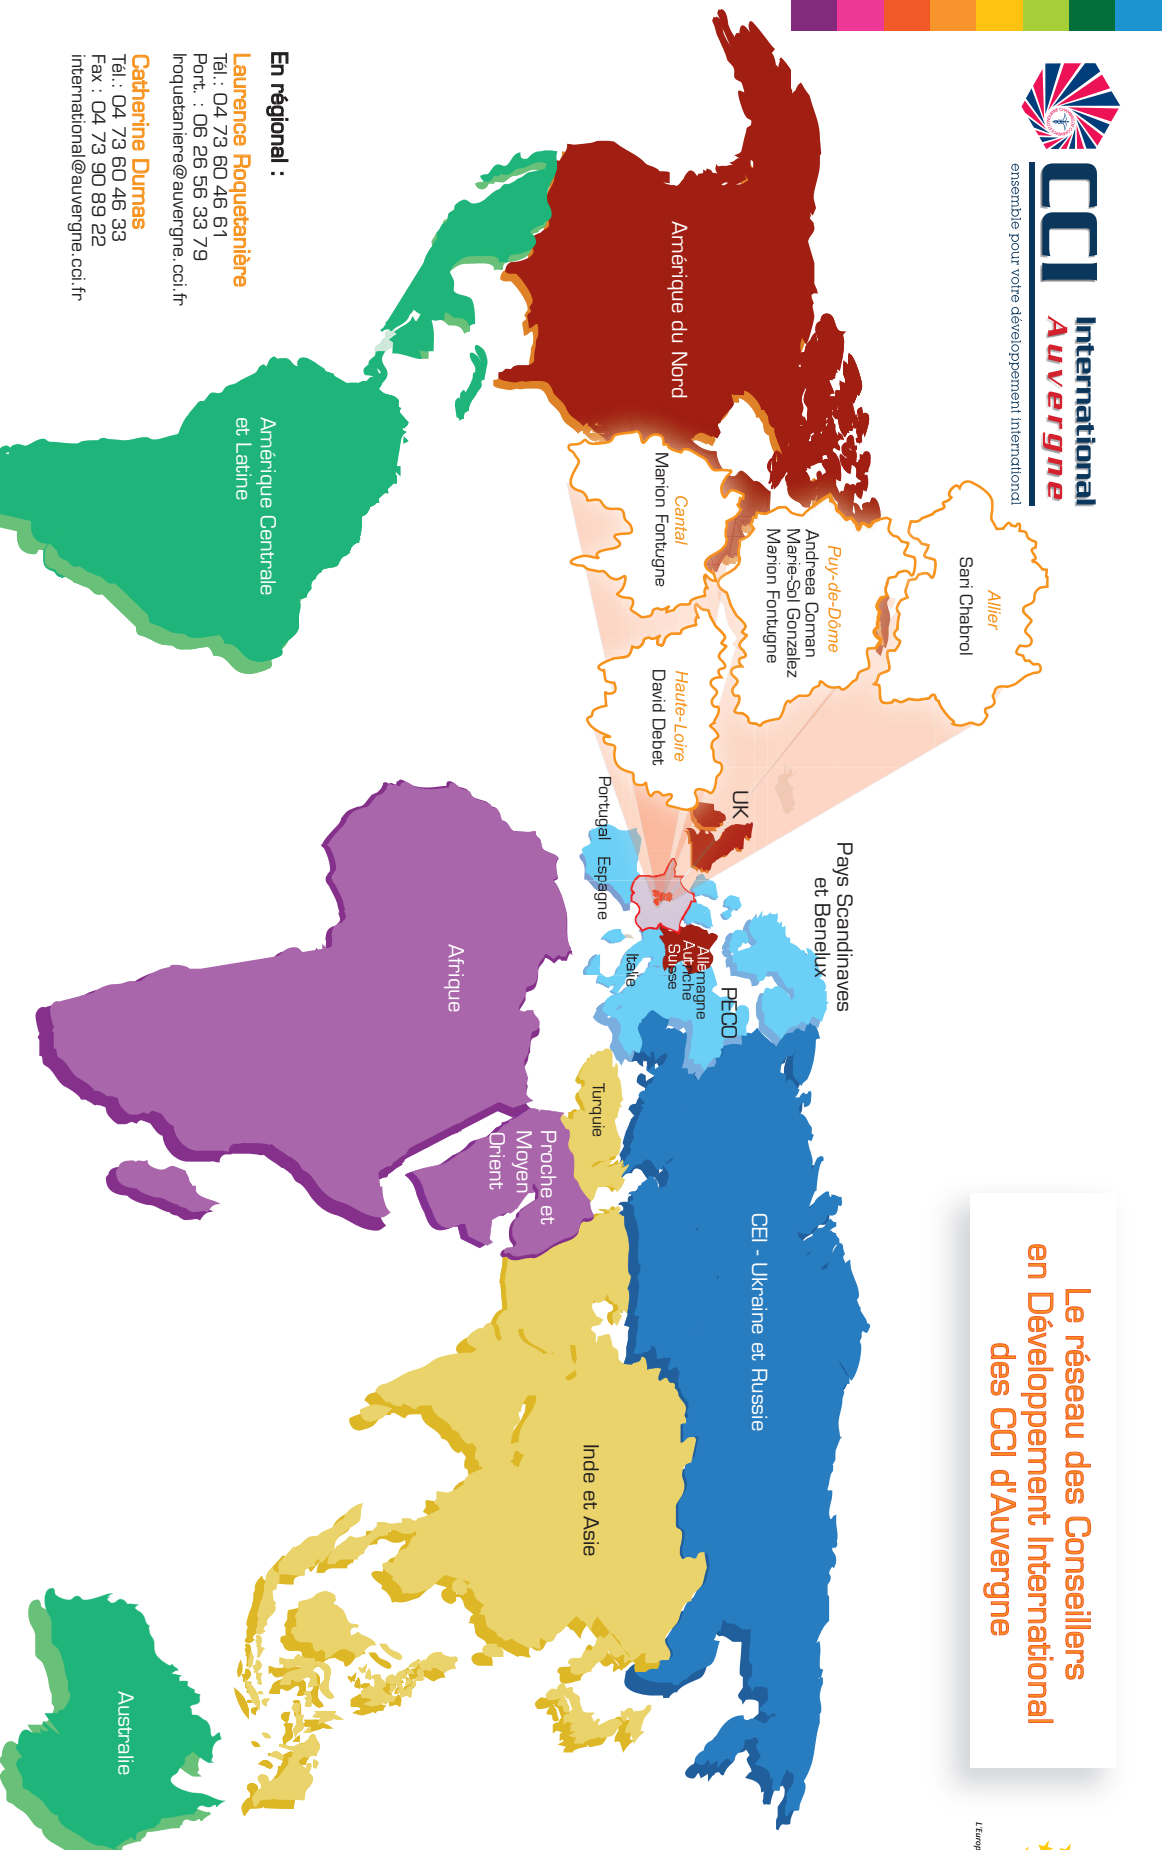 CCI International
Auvergne
ensemble pour votre développement international
Le réseau des Conseillers
en Développement International
des CCI d'Auvergne
L'Europ
Allier
Sari Chabrol
Puy-de-Dôme
Andreea Coman
Marie-Sol Gonzalez
Marion Fontugne
Cantal
Marion Fontugne
Haute-Loire
David Debet
Amérique du Nord
UK
Pays Scandinaves
et Benelux
PECO
Allemagne
Autriche
Suisse
Italie
Portugal
Espagne
CEI - Ukraine et Russie
Turquie
Proche et
Moyen
Orient
Inde et Asie
Afrique
Amérique Centrale
et Latine
Australie
En régional :
Laurence Roquetanière
Tél.: 04 73 60 46 61
Port. : 06 26 56 33 79
lroquetaniere@auvergne.cci.fr
Catherine Dumas
Tél.: 04 73 60 46 33
Fax : 04 73 90 89 22
international@auvergne.cci.fr